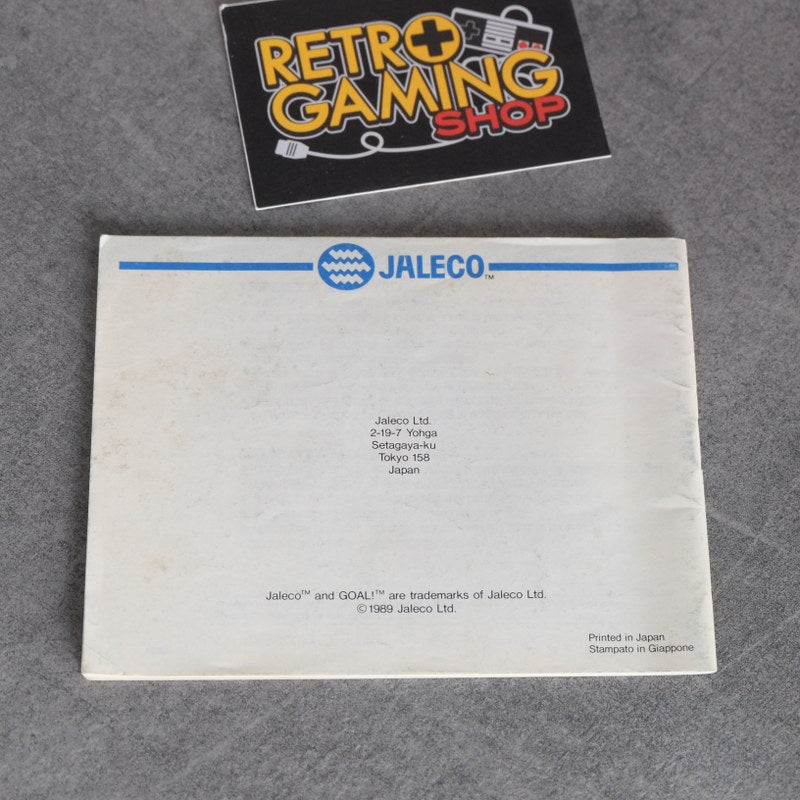 RETRO
GAMING
SHOP
JALECO™
Jaleco Ltd.
2-19-7 Yohga
Setagaya-ku
Tokyo 158
Japan
Jaleco™ and GOAL!™ are trademarks of Jaleco Ltd.
©1989 Jaleco Ltd.
Printed in Japan
Stampato in Giappone